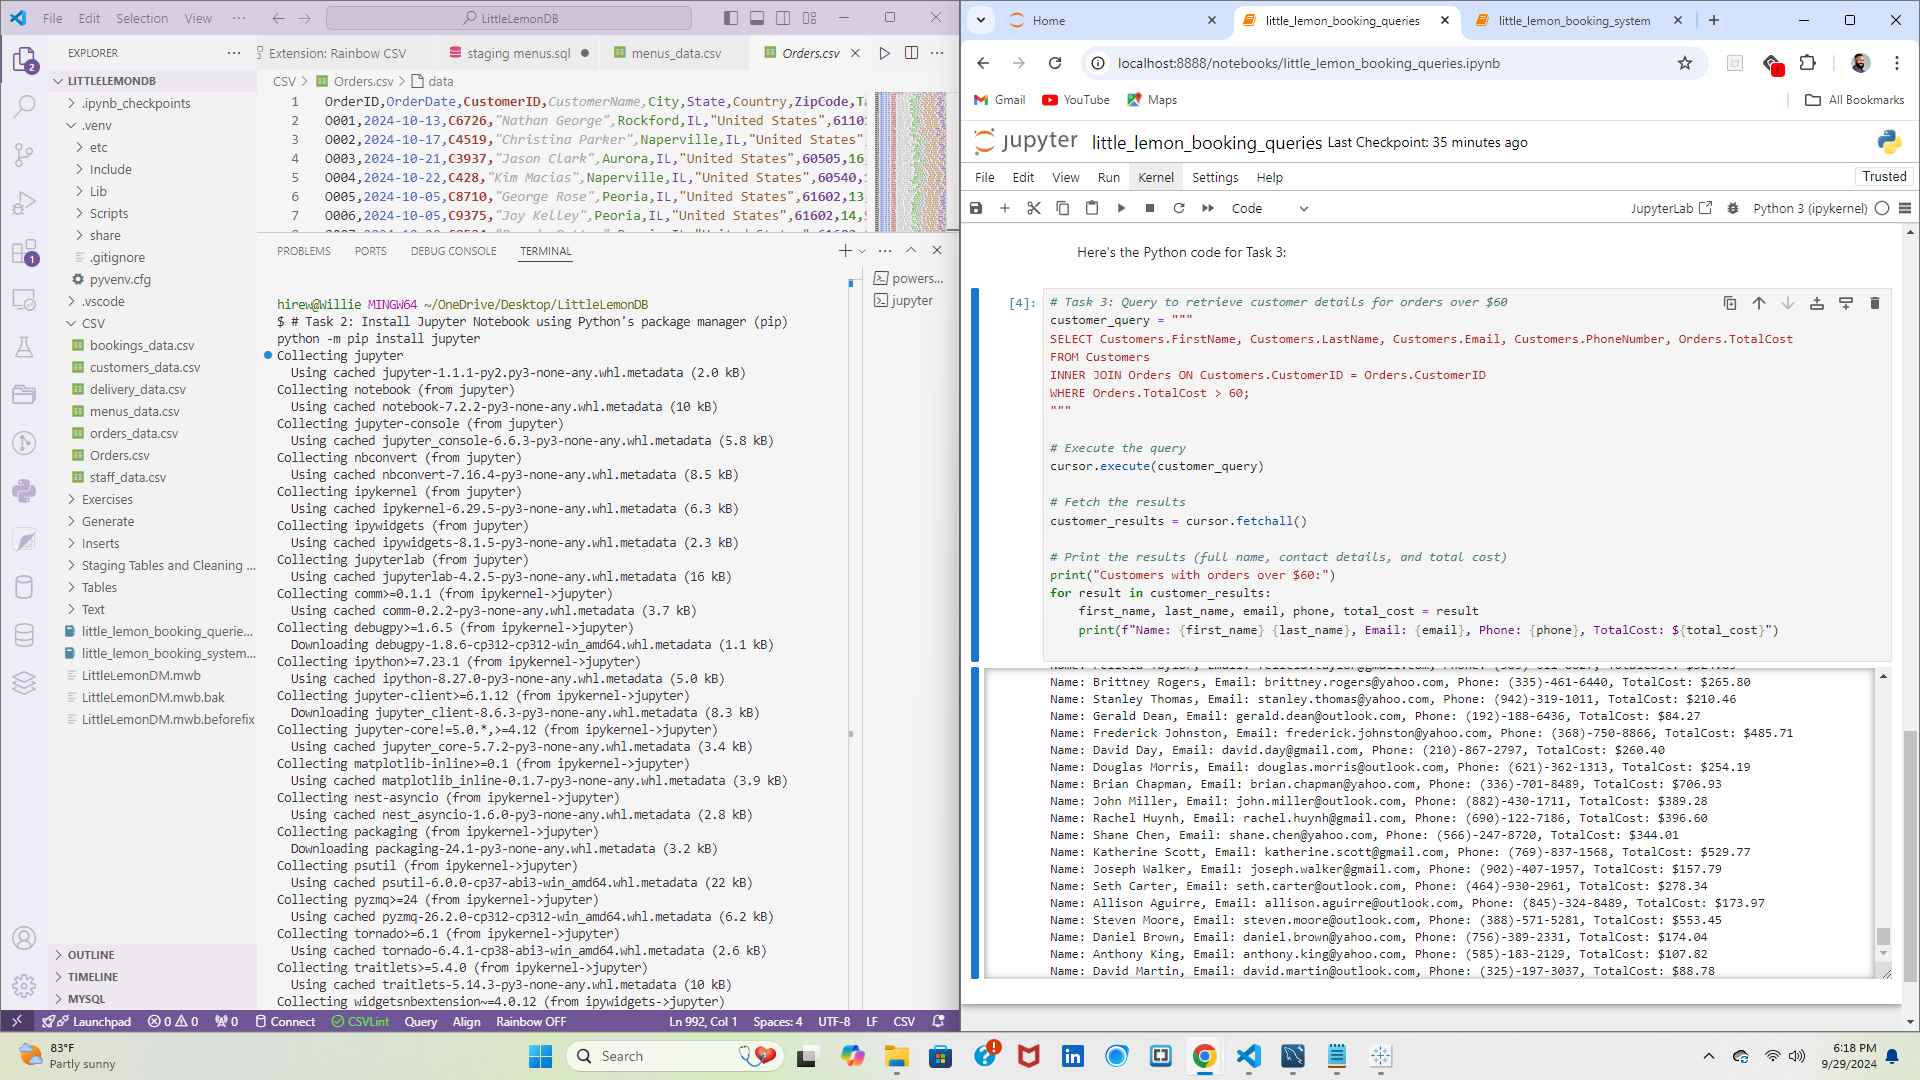 File Edit Selection View ··· LittleLemonDB
EXPLORER
LITTLELEMONDB
.ipynb_checkpoints
.venv
etc
Include
Lib
Scripts
share
.gitignore
pyvenv.cfg
.vscode
CSV
bookings_data.csv
customers_data.csv
delivery_data.csv
menus_data.csv
orders_data.csv
Orders.csv
staff_data.csv
Exercises
Generate
Inserts
Staging Tables and Cleaning ...
Tables
Text
little_lemon_booking_querie...
little_lemon_booking_system...
LittleLemonDM.mwb
LittleLemonDM.mwb.bak
LittleLemonDM.mwb.beforefix
OUTLINE
TIMELINE
MYSQL
Extension: Rainbow CSV staging menus.sql menus_data.csv Orders.csv
CSV > Orders.csv > data
1 OrderID,OrderDate,CustomerID,CustomerName,City,State,Country,ZipCode,Ta
2 O001,2024-10-13,C6726,"Nathan George",Rockford,IL,"United States",6110
3 O002,2024-10-17,C4519,"Christina Parker",Naperville,IL,"United States"
4 O003,2024-10-21,C3937,"Jason Clark",Aurora,IL,"United States",60505,16,
5 O004,2024-10-22,C428,"Kim Macias",Naperville,IL,"United States",60540,
6 O005,2024-10-05,C8710,"George Rose",Peoria,IL,"United States",61602,13,
7 O006,2024-10-05,C9375,"Joy Kelley",Peoria,IL,"United States",61602,14,
PROBLEMS PORTS DEBUG CONSOLE TERMINAL
powers...
jupyter
hirew@Willie MINGW64 ~/OneDrive/Desktop/LittleLemonDB
$ # Task 2: Install Jupyter Notebook using Python's package manager (pip)
python -m pip install jupyter
Collecting jupyter
Using cached jupyter-1.1.1-py2.py3-none-any.whl.metadata (2.0 kB)
Collecting notebook (from jupyter)
Using cached notebook-7.2.2-py3-none-any.whl.metadata (10 kB)
Collecting jupyter-console (from jupyter)
Using cached jupyter_console-6.6.3-py3-none-any.whl.metadata (5.8 kB)
Collecting nbconvert (from jupyter)
Using cached nbconvert-7.16.4-py3-none-any.whl.metadata (8.5 kB)
Collecting ipykernel (from jupyter)
Using cached ipykernel-6.29.5-py3-none-any.whl.metadata (6.3 kB)
Collecting ipywidgets (from jupyter)
Using cached ipywidgets-8.1.5-py3-none-any.whl.metadata (2.3 kB)
Collecting jupyterlab (from jupyter)
Using cached jupyterlab-4.2.5-py3-none-any.whl.metadata (16 kB)
Collecting comm>=0.1.1 (from ipykernel->jupyter)
Using cached comm-0.2.2-py3-none-any.whl.metadata (3.7 kB)
Collecting debugpy>=1.6.5 (from ipykernel->jupyter)
Downloading debugpy-1.8.6-cp312-cp312-win_amd64.whl.metadata (1.1 kB)
Collecting ipython>=7.23.1 (from ipykernel->jupyter)
Using cached ipython-8.27.0-py3-none-any.whl.metadata (5.0 kB)
Collecting jupyter-client>=6.1.12 (from ipykernel->jupyter)
Downloading jupyter_client-8.6.3-py3-none-any.whl.metadata (8.3 kB)
Collecting jupyter-core!=5.0.*,>=4.12 (from ipykernel->jupyter)
Using cached jupyter_core-5.7.2-py3-none-any.whl.metadata (3.4 kB)
Collecting matplotlib-inline>=0.1 (from ipykernel->jupyter)
Using cached matplotlib_inline-0.1.7-py3-none-any.whl.metadata (3.9 kB)
Collecting nest-asyncio (from ipykernel->jupyter)
Using cached nest_asyncio-1.6.0-py3-none-any.whl.metadata (2.8 kB)
Collecting packaging (from ipykernel->jupyter)
Downloading packaging-24.1-py3-none-any.whl.metadata (3.2 kB)
Collecting psutil (from ipykernel->jupyter)
Using cached psutil-6.0.0-cp37-abi3-win_amd64.whl.metadata (22 kB)
Collecting pyzmq>=24 (from ipykernel->jupyter)
Using cached pyzmq-26.2.0-cp312-cp312-win_amd64.whl.metadata (6.2 kB)
Collecting tornado>=6.1 (from ipykernel->jupyter)
Using cached tornado-6.4.1-cp38-abi3-win_amd64.whl.metadata (2.6 kB)
Collecting traitlets>=5.4.0 (from ipykernel->jupyter)
Using cached traitlets-5.14.3-py3-none-any.whl.metadata (10 kB)
Collecting widgetsnbextension~=4.0.12 (from ipywidgets->jupyter)
Launchpad 0 0 0 Connect CSVLint Query Align Rainbow OFF Ln 992, Col 1 Spaces: 4 UTF-8 LF CSV
Home little_lemon_booking_queries little_lemon_booking_system
localhost:8888/notebooks/little_lemon_booking_queries.ipynb
Gmail YouTube Maps All Bookmarks
jupyter little_lemon_booking_queries Last Checkpoint: 35 minutes ago
File Edit View Run Kernel Settings Help Trusted
Code JupyterLab Python 3 (ipykernel)
Here's the Python code for Task 3:
[4]: # Task 3: Query to retrieve customer details for orders over $60
customer_query = """
SELECT Customers.FirstName, Customers.LastName, Customers.Email, Customers.PhoneNumber, Orders.TotalCost
FROM Customers
INNER JOIN Orders ON Customers.CustomerID = Orders.CustomerID
WHERE Orders.TotalCost > 60;
"""
# Execute the query
cursor.execute(customer_query)
# Fetch the results
customer_results = cursor.fetchall()
# Print the results (full name, contact details, and total cost)
print("Customers with orders over $60:")
for result in customer_results:
first_name, last_name, email, phone, total_cost = result
print(f"Name: {first_name} {last_name}, Email: {email}, Phone: {phone}, TotalCost: ${total_cost}")
Name: Brittney Rogers, Email: brittney.rogers@yahoo.com, Phone: (335)-461-6440, TotalCost: $265.80
Name: Stanley Thomas, Email: stanley.thomas@yahoo.com, Phone: (942)-319-1011, TotalCost: $210.46
Name: Gerald Dean, Email: gerald.dean@outlook.com, Phone: (192)-188-6436, TotalCost: $84.27
Name: Frederick Johnston, Email: frederick.johnston@yahoo.com, Phone: (368)-750-8866, TotalCost: $485.71
Name: David Day, Email: david.day@gmail.com, Phone: (210)-867-2797, TotalCost: $260.40
Name: Douglas Morris, Email: douglas.morris@outlook.com, Phone: (621)-362-1313, TotalCost: $254.19
Name: Brian Chapman, Email: brian.chapman@yahoo.com, Phone: (336)-701-8489, TotalCost: $706.93
Name: John Miller, Email: john.miller@outlook.com, Phone: (882)-430-1711, TotalCost: $389.28
Name: Rachel Huynh, Email: rachel.huynh@gmail.com, Phone: (690)-122-7186, TotalCost: $396.60
Name: Shane Chen, Email: shane.chen@yahoo.com, Phone: (566)-247-8720, TotalCost: $344.01
Name: Katherine Scott, Email: katherine.scott@gmail.com, Phone: (769)-837-1568, TotalCost: $529.77
Name: Joseph Walker, Email: joseph.walker@gmail.com, Phone: (902)-407-1957, TotalCost: $157.79
Name: Seth Carter, Email: seth.carter@outlook.com, Phone: (464)-930-2961, TotalCost: $278.34
Name: Allison Aguirre, Email: allison.aguirre@outlook.com, Phone: (845)-324-8489, TotalCost: $173.97
Name: Steven Moore, Email: steven.moore@outlook.com, Phone: (388)-571-5281, TotalCost: $553.45
Name: Daniel Brown, Email: daniel.brown@yahoo.com, Phone: (756)-389-2331, TotalCost: $174.04
Name: Anthony King, Email: anthony.king@yahoo.com, Phone: (585)-183-2129, TotalCost: $107.82
Name: David Martin, Email: david.martin@outlook.com, Phone: (325)-197-3037, TotalCost: $88.78
83°F
Partly sunny
Search
6:18 PM
9/29/2024